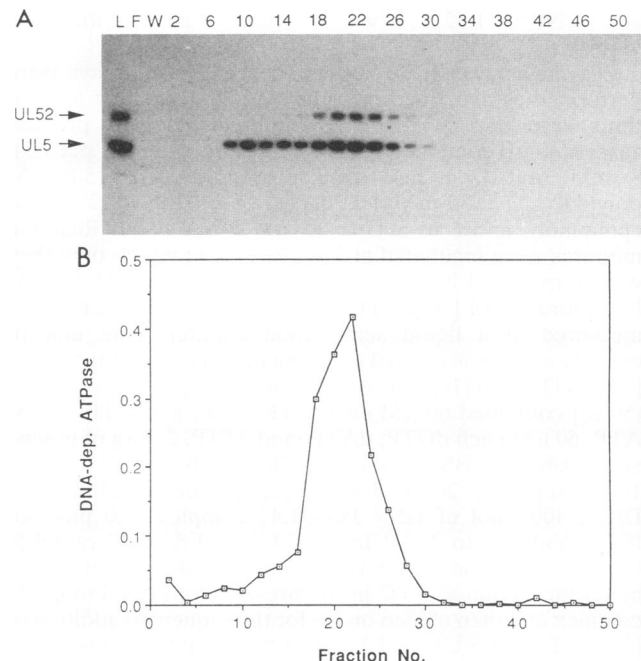 A
L F W 2 6 10 14 18 22 26 30 34 38 42 46 50
UL52
UL5
B
0.5
0.4
0.3
0.2
0.1
0.0
DNA-dep. ATPase
0 10 20 30 40 50
Fraction No.